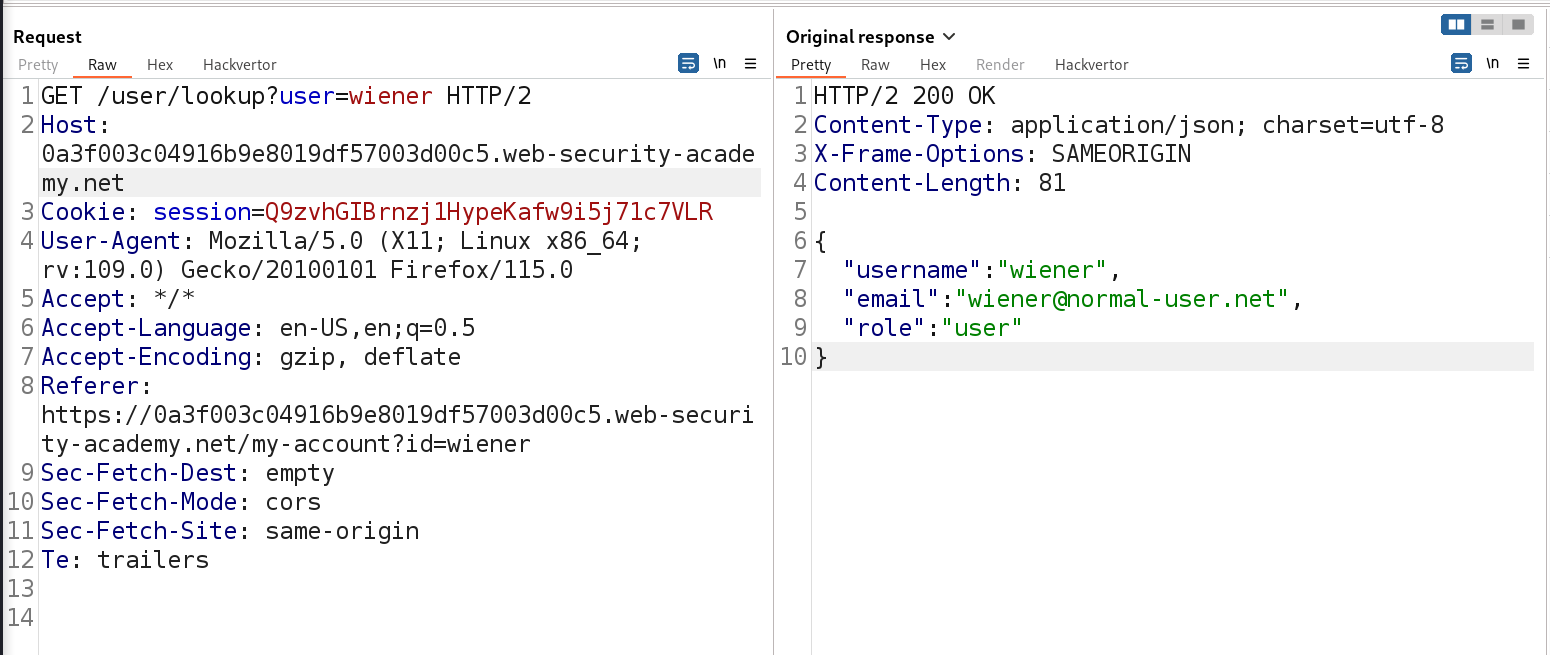 Request
Pretty Raw Hex Hackvertor \n
1 GET /user/lookup?user=wiener HTTP/2
2 Host:
0a3f003c04916b9e8019df57003d00c5.web-security-acade
my.net
3 Cookie: session=Q9zvhGIBrnzj1HypeKafw9i5j71c7VLR
4 User-Agent: Mozilla/5.0 (X11; Linux x86_64;
rv:109.0) Gecko/20100101 Firefox/115.0
5 Accept: */*
6 Accept-Language: en-US,en;q=0.5
7 Accept-Encoding: gzip, deflate
8 Referer:
https://0a3f003c04916b9e8019df57003d00c5.web-securi
ty-academy.net/my-account?id=wiener
9 Sec-Fetch-Dest: empty
10 Sec-Fetch-Mode: cors
11 Sec-Fetch-Site: same-origin
12 Te: trailers
13
14
Original response
Pretty Raw Hex Render Hackvertor \n
1 HTTP/2 200 OK
2 Content-Type: application/json; charset=utf-8
3 X-Frame-Options: SAMEORIGIN
4 Content-Length: 81
5
6 {
7 "username":"wiener",
8 "email":"wiener@normal-user.net",
9 "role":"user"
10 }